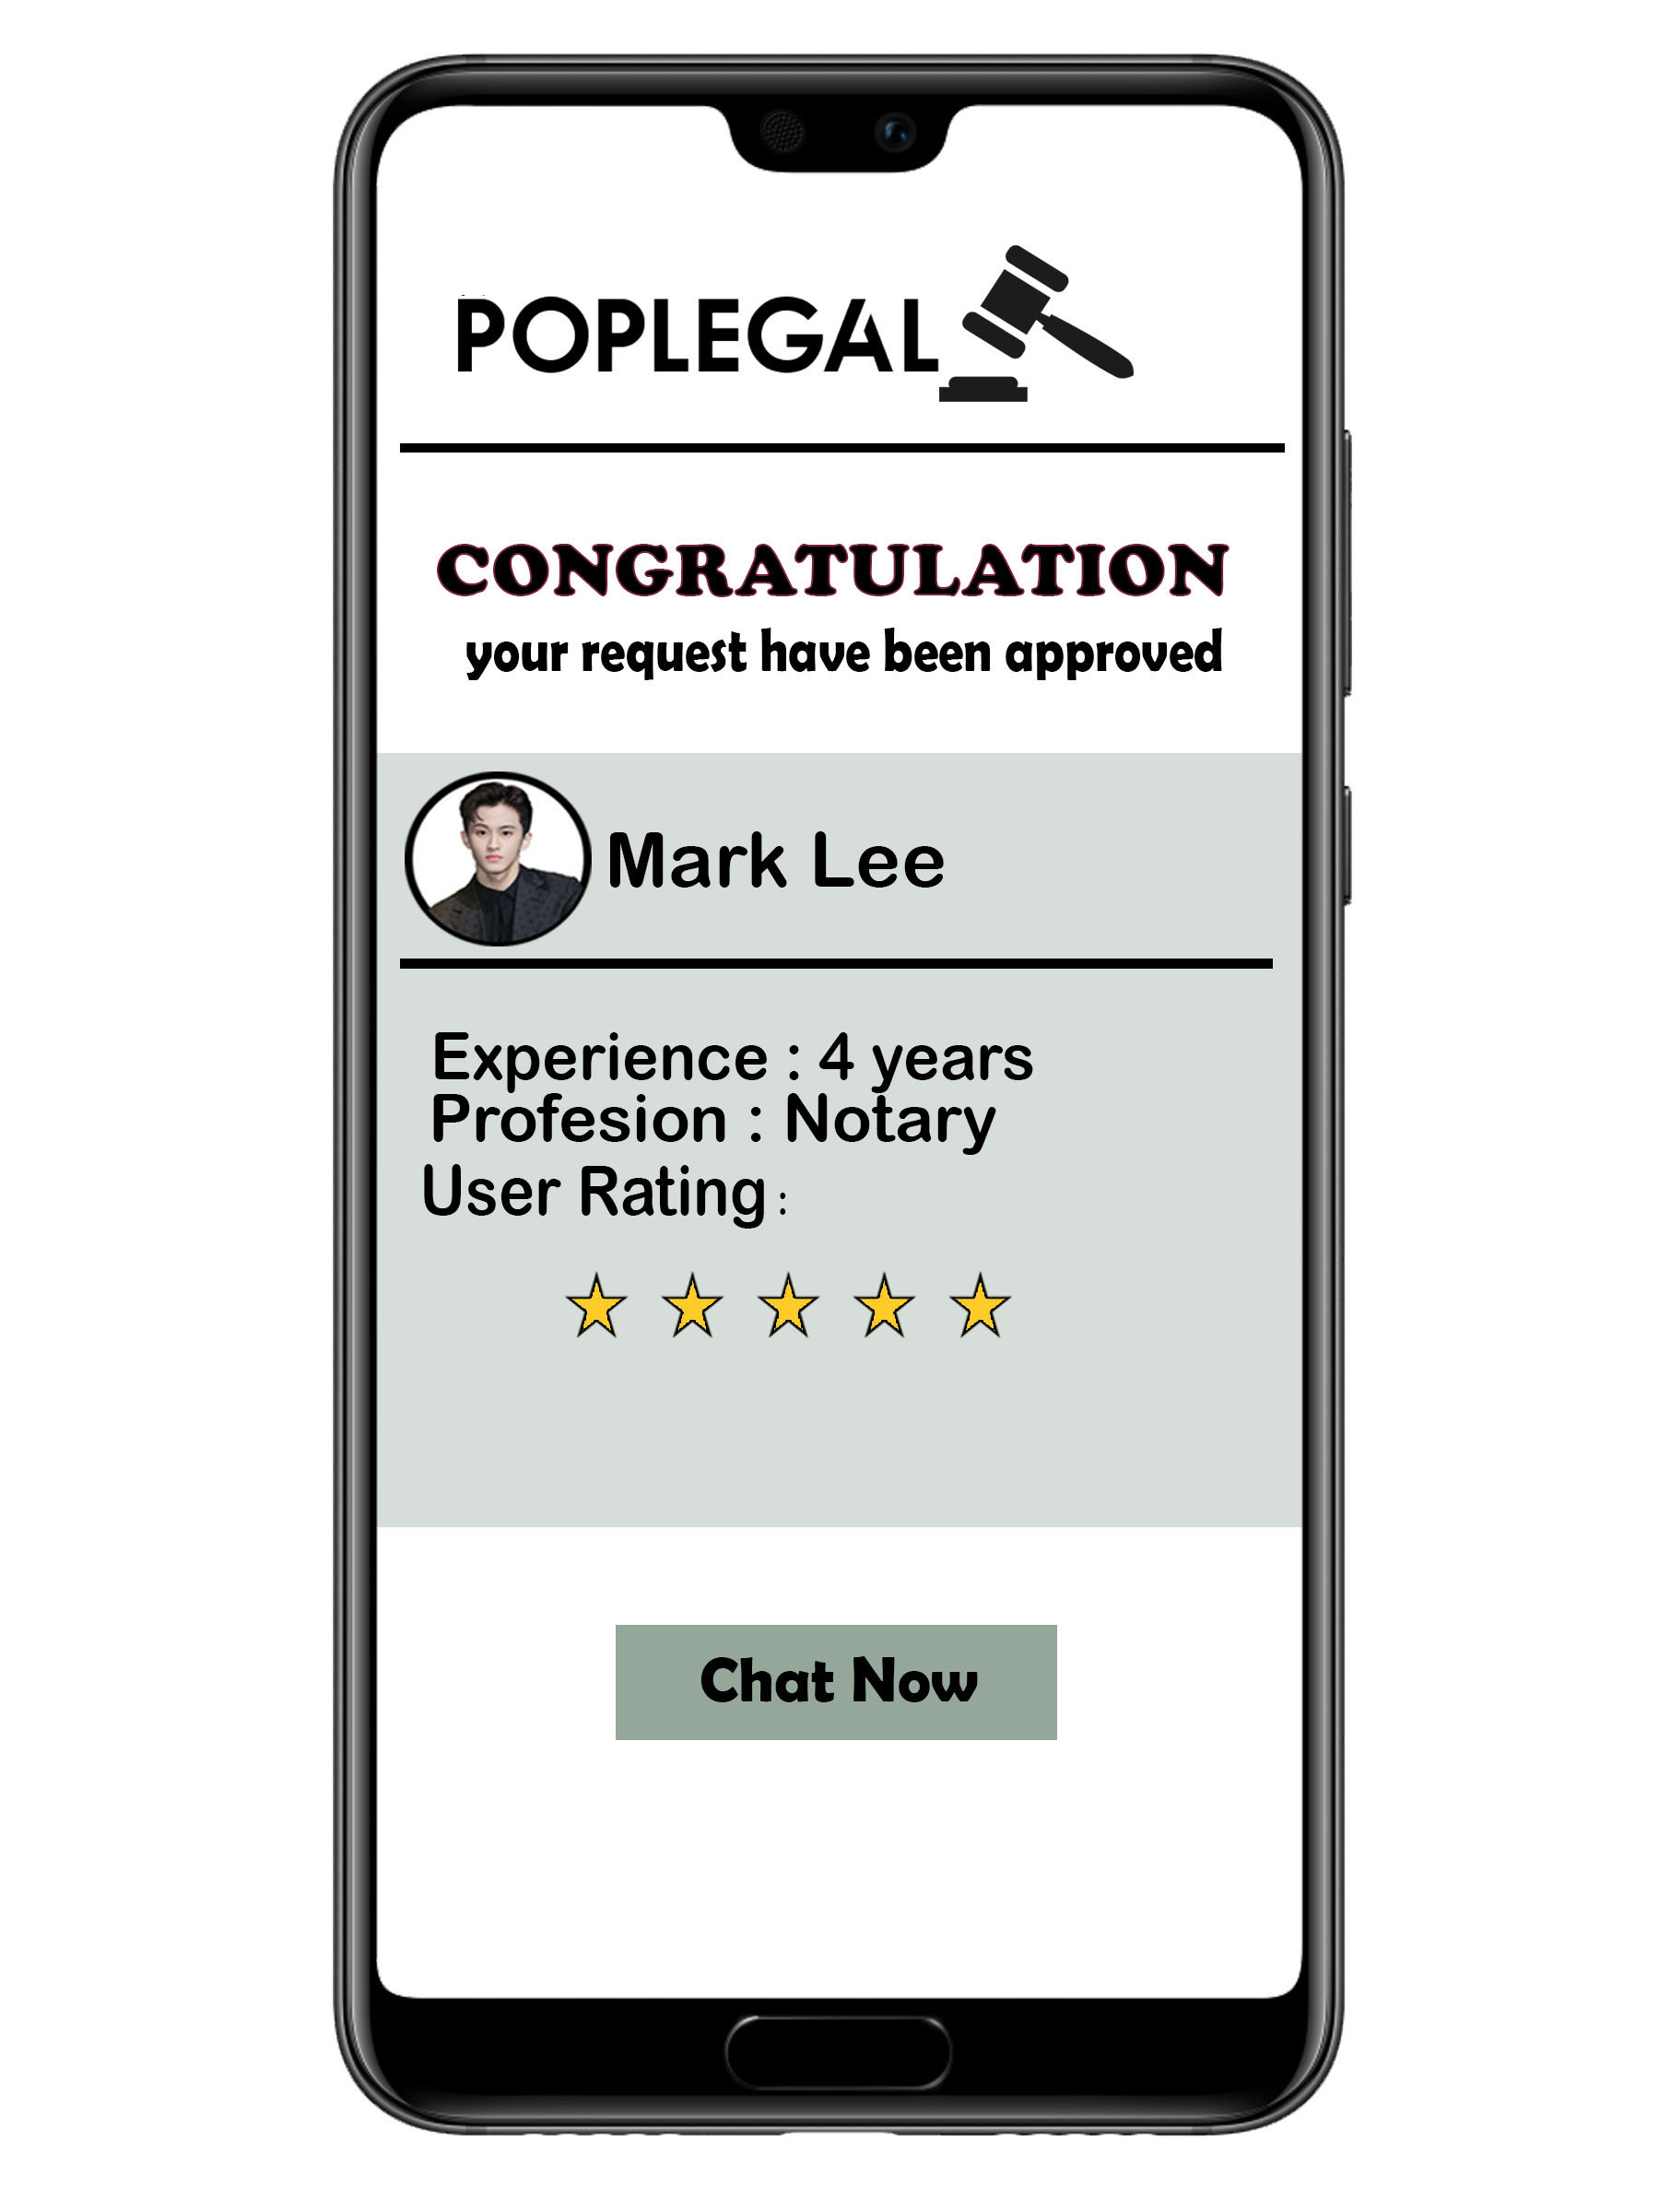 POPLEGAL
CONGRATULATION
your request have been approved
Mark Lee
Experience : 4 years
Profesion : Notary
User Rating :
Chat Now